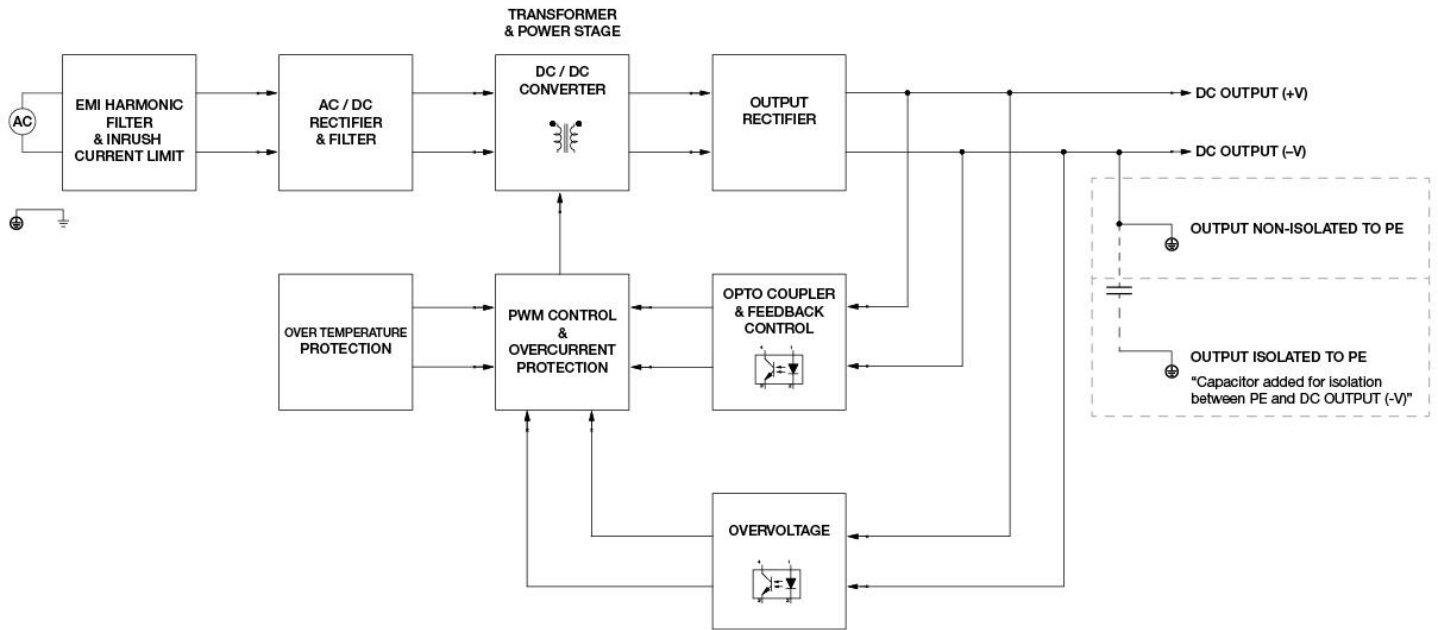 TRANSFORMER
& POWER STAGE
AC
EMI HARMONIC
FILTER
& INRUSH
CURRENT LIMIT
AC / DC
RECTIFIER
& FILTER
DC / DC
CONVERTER
OUTPUT
RECTIFIER
DC OUTPUT (+V)
DC OUTPUT (–V)
OUTPUT NON-ISOLATED TO PE
OUTPUT ISOLATED TO PE
"Capacitor added for isolation
between PE and DC OUTPUT (-V)"
OVER TEMPERATURE
PROTECTION
PWM CONTROL
&
OVERCURRENT
PROTECTION
OPTO COUPLER
& FEEDBACK
CONTROL
OVERVOLTAGE